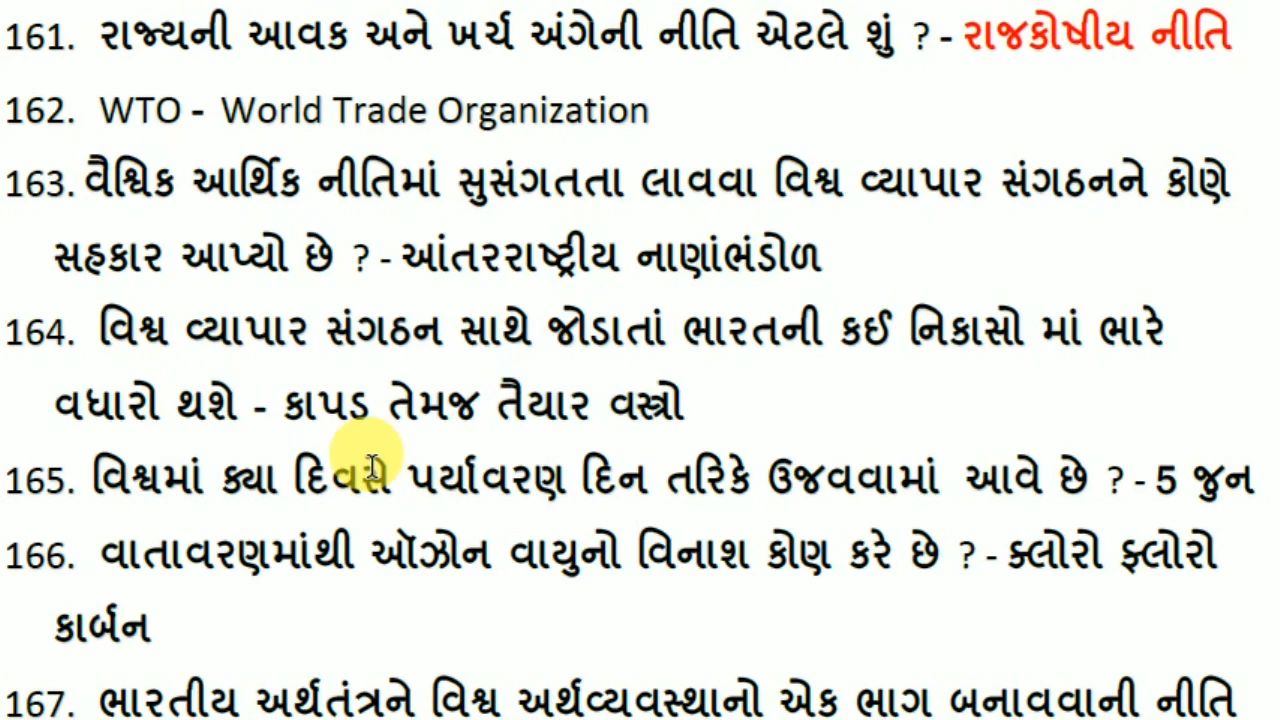 161. રાજ્યની આવક અને ખર્ચ અંગેની નીતિ એટલે શું ? - રાજકોષીય નીતિ
162. WTO - World Trade Organization
163. વૈશ્વિક આર્થિક નીતિમાં સુસંગતતા લાવવા વિશ્વ વ્યાપાર સંગઠનને કોણે
સહકાર આપ્યો છે ? - આંતરરાષ્ટ્રીય નાણાંભંડોળ
164. વિશ્વ વ્યાપાર સંગઠન સાથે જોડાતાં ભારતની કઈ નિકાસો માં ભારે
વધારો થશે - કાપડ તેમજ તૈયાર વસ્ત્રો
165. વિશ્વમાં ક્યા દિવસે પર્યાવરણ દિન તરિકે ઉજવવામાં આવે છે ? - 5 જુન
166. વાતાવરણમાંથી ઑઝોન વાયુનો વિનાશ કોણ કરે છે ? - ક્લોરો ફ્લોરો
કાર્બન
167. ભારતીય અર્થતંત્રને વિશ્વ અર્થવ્યવસ્થાનો એક ભાગ બનાવવાની નીતિ